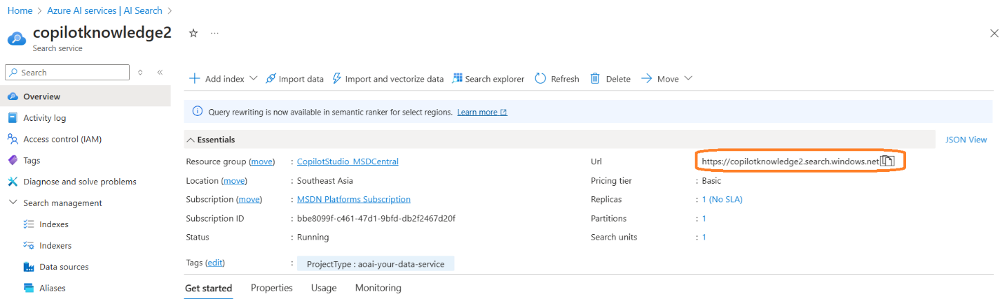 Home > Azure AI services | AI Search >
copilotknowledge2
Search service
Search
Add index
Import data
Import and vectorize data
Search explorer
Refresh
Delete
Move
Overview
Activity log
Access control (IAM)
Tags
Diagnose and solve problems
Search management
Indexes
Indexers
Data sources
Aliases
Query rewriting is now available in semantic ranker for select regions. Learn more
Essentials
JSON View
Resource group (move) : CopilotStudio_MSDCentral
Location (move) : Southeast Asia
Subscription (move) : MSDN Platforms Subscription
Subscription ID : bbe8099f-c461-47d1-9bfd-db2f2467d20f
Status : Running
Url : https://copilotknowledge2.search.windows.net
Pricing tier : Basic
Replicas : 1 (No SLA)
Partitions : 1
Search units : 1
Tags (edit) : ProjectType : aoai-your-data-service
Get started
Properties
Usage
Monitoring